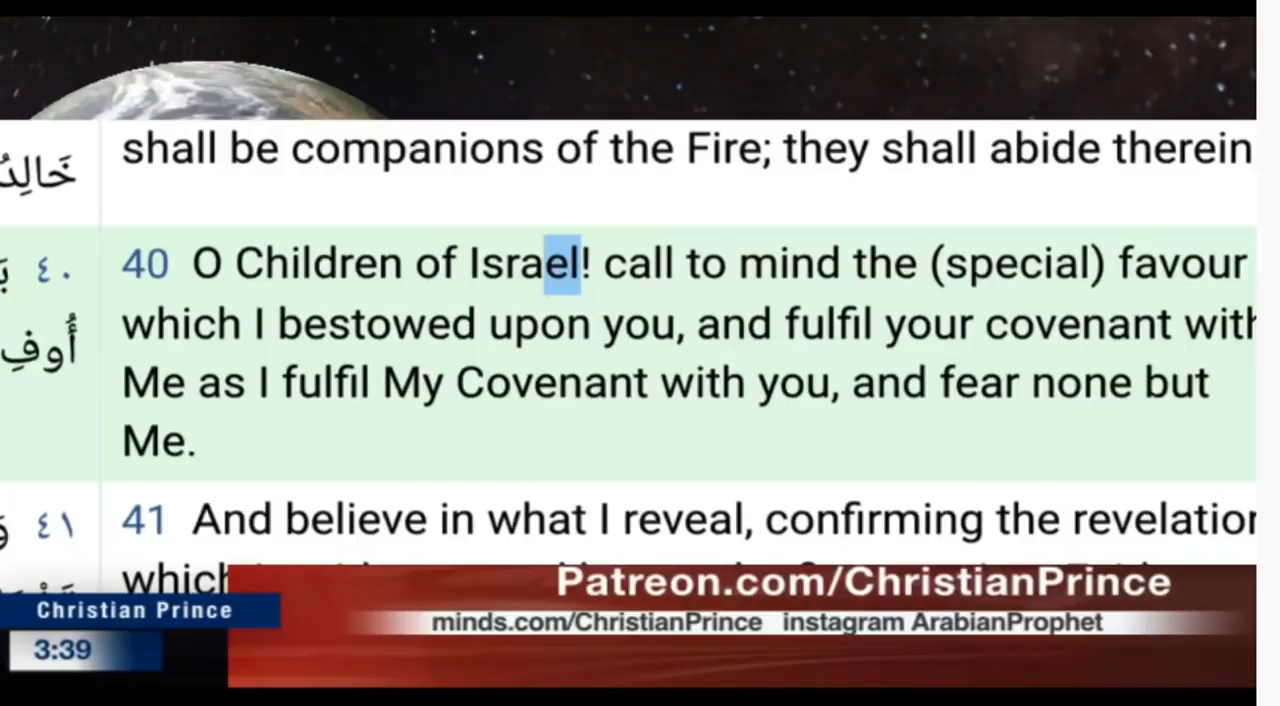 خَالِدُ shall be companions of the Fire; they shall abide therein
٤٠ 40 O Children of Israel! call to mind the (special) favour
أُوفِ which I bestowed upon you, and fulfil your covenant with
Me as I fulfil My Covenant with you, and fear none but
Me.
٤١ 41 And believe in what I reveal, confirming the revelation
which
Patreon.com/ChristianPrince
Christian Prince
minds.com/ChristianPrince instagram ArabianProphet
3:39